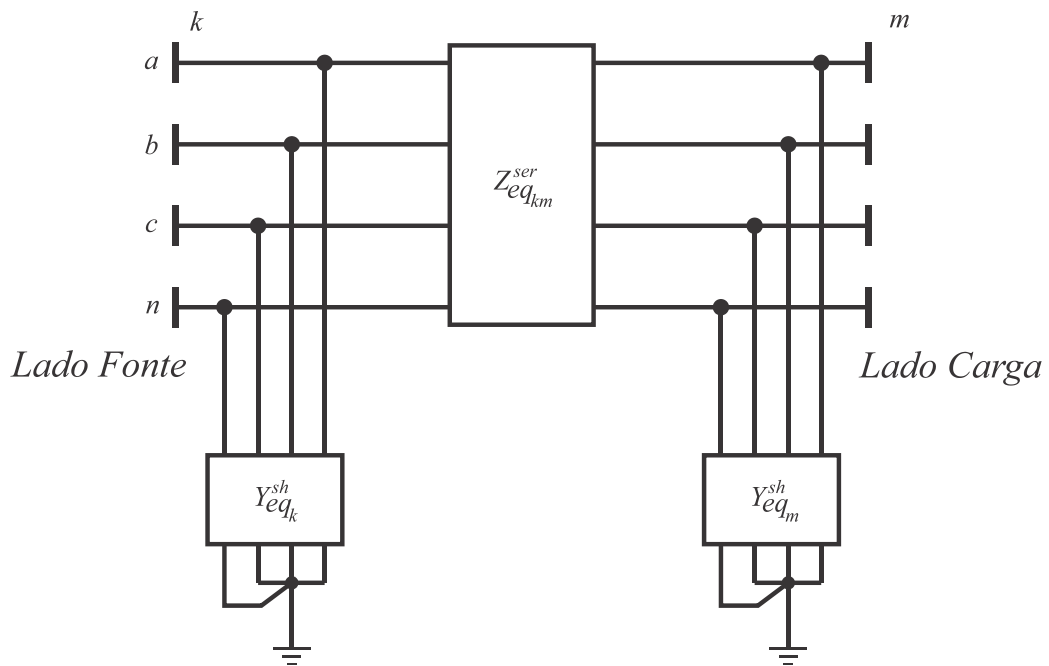 k
m
a
b
c
n
Z^{ser}_{eq_{km}}
Lado Fonte
Lado Carga
Y^{sh}_{eq_k}
Y^{sh}_{eq_m}